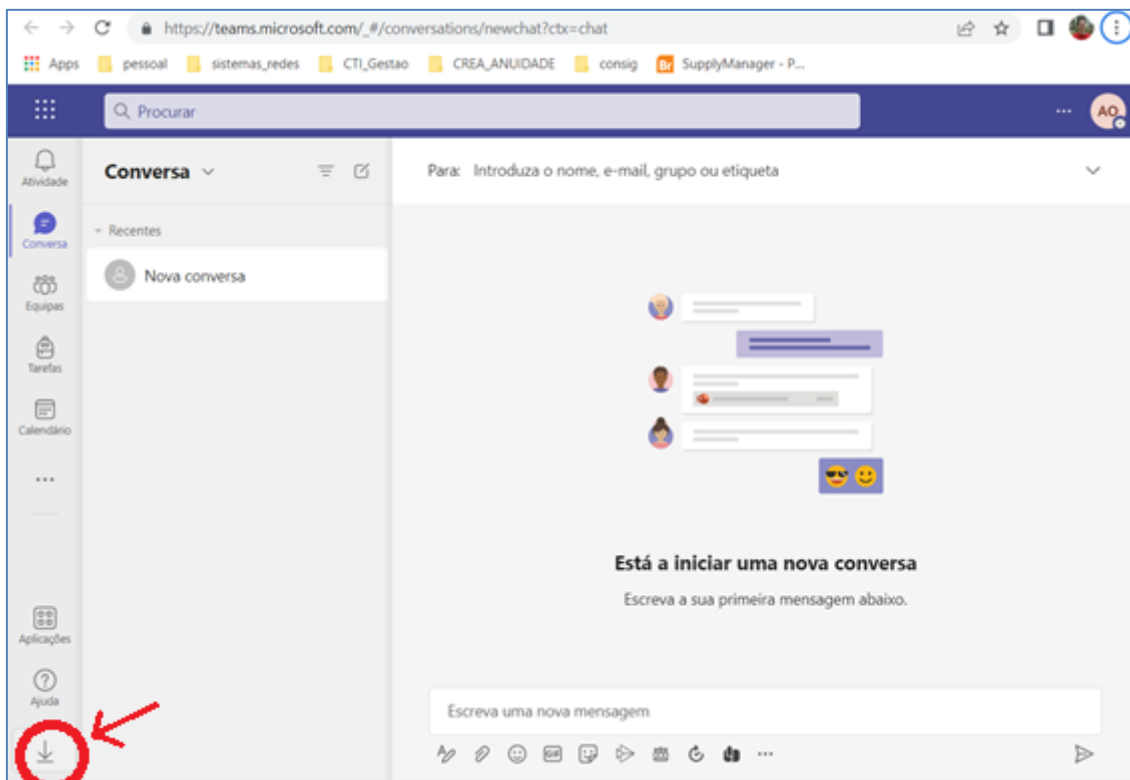 https://teams.microsoft.com/_#/conversations/newchat?ctx=chat
Apps pessoal sistemas_redes CTI_Gestao CREA_ANUIDADE consig Br SupplyManager - P...
Procurar
AO
Atividade
Conversa
Para: Introduza o nome, e-mail, grupo ou etiqueta
Conversa
Recentes
Nova conversa
Equipas
Tarefas
Calendário
Está a iniciar uma nova conversa
Escreva a sua primeira mensagem abaixo.
Aplicações
Ajuda
Escreva uma nova mensagem
GIF